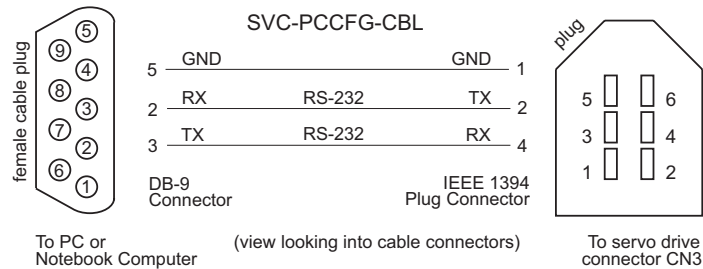 SVC-PCCFG-CBL
female cable plug
5
9
4
8
3
7
2
6
1
5 GND GND 1
2 RX RS-232 TX 2
3 TX RS-232 RX 4
DB-9
Connector
IEEE 1394
Plug Connector
plug
5 6
3 4
1 2
To PC or
Notebook Computer
(view looking into cable connectors)
To servo drive
connector CN3